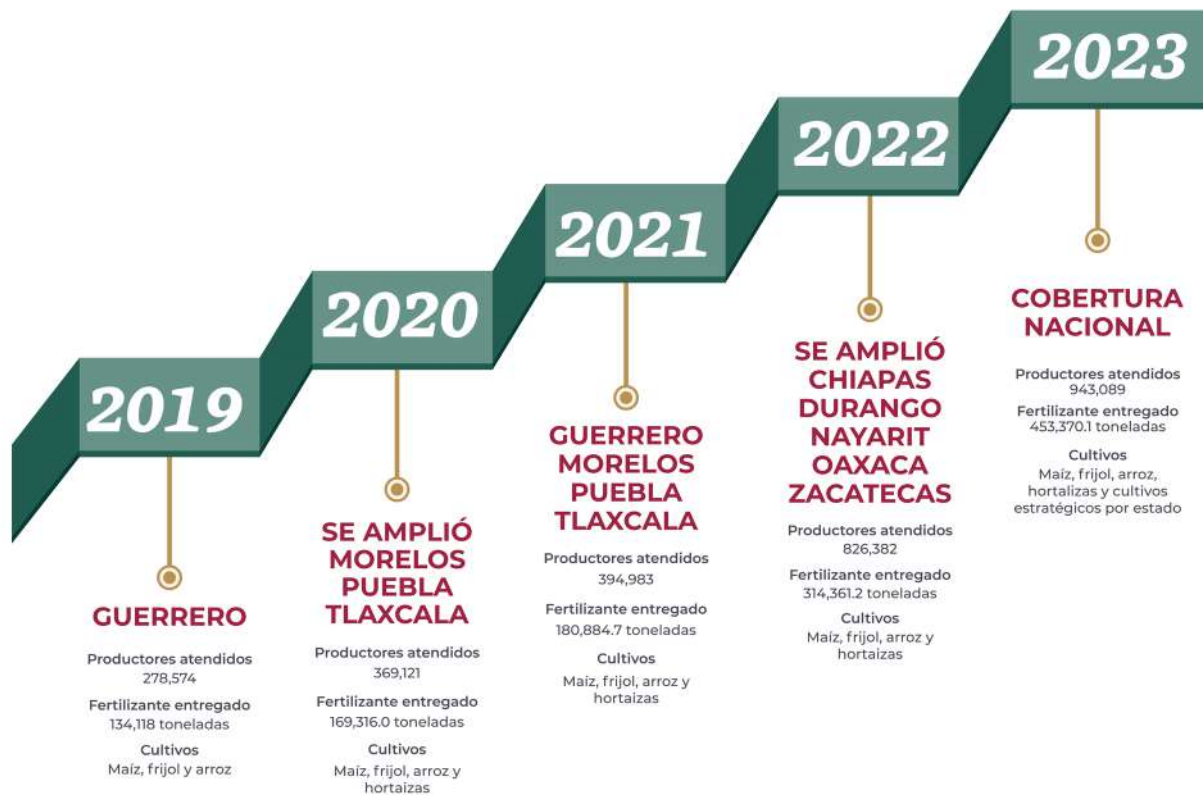 2019
GUERRERO
Productores atendidos
278,574
Fertilizante entregado
134,118 toneladas
Cultivos
Maíz, frijol y arroz
2020
SE AMPLIÓ
MORELOS
PUEBLA
TLAXCALA
Productores atendidos
369,121
Fertilizante entregado
169,316.0 toneladas
Cultivos
Maíz, frijol, arroz y
hortaizas
2021
GUERRERO
MORELOS
PUEBLA
TLAXCALA
Productores atendidos
394,983
Fertilizante entregado
180,884.7 toneladas
Cultivos
Maíz, frijol, arroz y
hortaizas
2022
SE AMPLIÓ
CHIAPAS
DURANGO
NAYARIT
OAXACA
ZACATECAS
Productores atendidos
826,382
Fertilizante entregado
314,361.2 toneladas
Cultivos
Maíz, frijol, arroz y
hortaizas
2023
COBERTURA
NACIONAL
Productores atendidos
943,089
Fertilizante entregado
453,370.1 toneladas
Cultivos
Maíz, frijol, arroz,
hortalizas y cultivos
estratégicos por estado